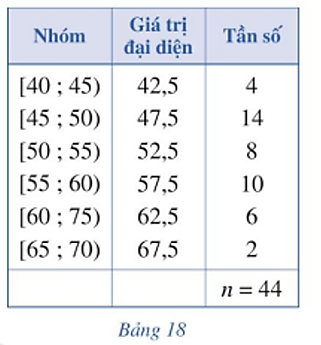 Nhóm Giá trị đại diện Tần số
[40 ; 45) 42,5 4
[45 ; 50) 47,5 14
[50 ; 55) 52,5 8
[55 ; 60) 57,5 10
[60 ; 75) 62,5 6
[65 ; 70) 67,5 2
n = 44
Bảng 18